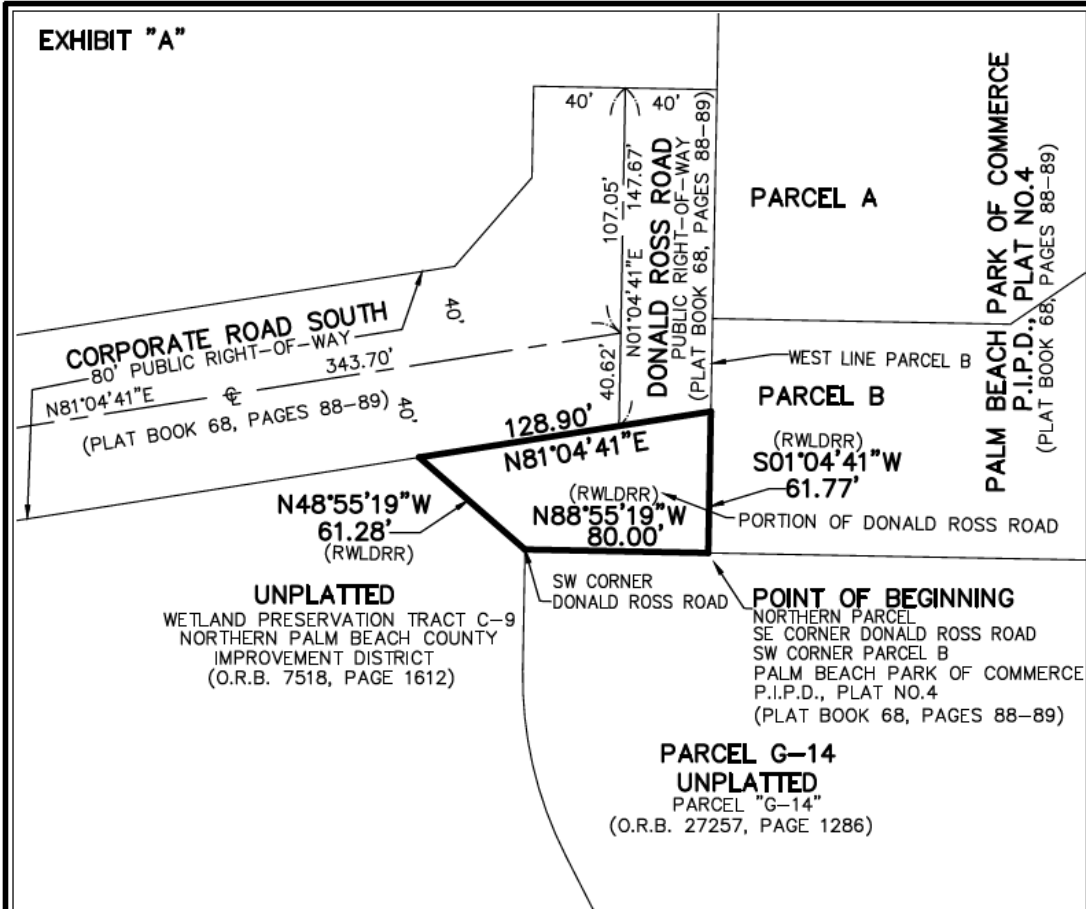 EXHIBIT "A"
40'
40'
107.05'
147.67'
N01°04'41"E
40.62'
DONALD ROSS ROAD
PUBLIC RIGHT-OF-WAY
(PLAT BOOK 68, PAGES 88-89)
PARCEL A
PALM BEACH PARK OF COMMERCE
P.I.P.D., PLAT NO.4
(PLAT BOOK 68, PAGES 88-89)
CORPORATE ROAD SOUTH
80' PUBLIC RIGHT-OF-WAY
40'
N81°04'41"E
343.70'
(PLAT BOOK 68, PAGES 88-89)
40'
WEST LINE PARCEL B
PARCEL B
128.90'
N81°04'41"E
(RWLDRR)
S01°04'41"W
61.77'
(RWLDRR)
N88°55'19"W
80.00'
PORTION OF DONALD ROSS ROAD
N48°55'19"W
61.28'
(RWLDRR)
SW CORNER
DONALD ROSS ROAD
UNPLATTED
WETLAND PRESERVATION TRACT C-9
NORTHERN PALM BEACH COUNTY
IMPROVEMENT DISTRICT
(O.R.B. 7518, PAGE 1612)
POINT OF BEGINNING
NORTHERN PARCEL
SE CORNER DONALD ROSS ROAD
SW CORNER PARCEL B
PALM BEACH PARK OF COMMERCE
P.I.P.D., PLAT NO.4
(PLAT BOOK 68, PAGES 88-89)
PARCEL G-14
UNPLATTED
PARCEL "G-14"
(O.R.B. 27257, PAGE 1286)